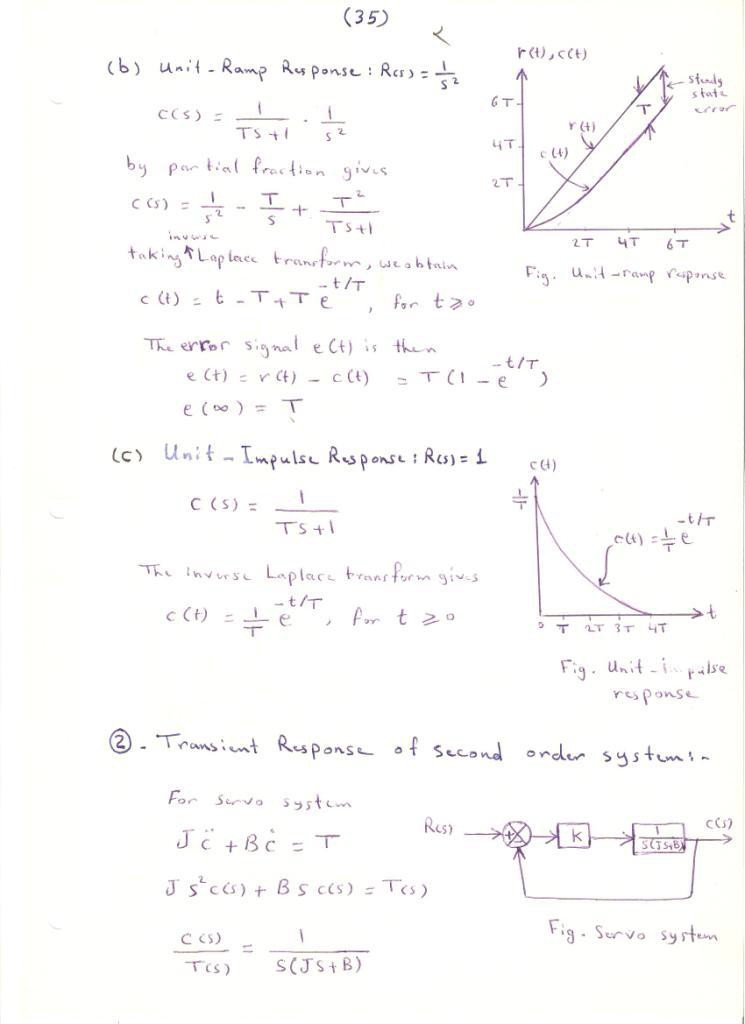 (35)
(b) Unit-Ramp Response: R(s) = 1/s²
C(s) = 1/(Ts+1) · 1/s²
by partial fraction gives
C(s) = 1/s² - T/s + T²/(Ts+1)
inverse
taking ↑ Laplace transform, we obtain
c(t) = t - T + T e^(-t/T), for t ≥ 0
The error signal e(t) is then
e(t) = r(t) - c(t) = T(1 - e^(-t/T))
e(∞) = T
r(t), c(t)
6T
4T
2T
r(t)
c(t)
T
steady
state
error
t
2T 4T 6T
Fig. Unit-ramp response
(c) Unit-Impulse Response: R(s) = 1
C(s) = 1/(Ts+1)
The inverse Laplace transform gives
c(t) = 1/T e^(-t/T), for t ≥ 0
c(t)
1/T
c(t) = 1/T e^(-t/T)
t
0 T 2T 3T 4T
Fig. Unit-impulse
response
②- Transient Response of second order system:-
For servo system
J c̈ + B ċ = T
J s² C(s) + B s C(s) = T(s)
C(s)/T(s) = 1/(S(JS+B))
R(s)
+
K
1/(S(JS+B))
C(s)
Fig. Servo system